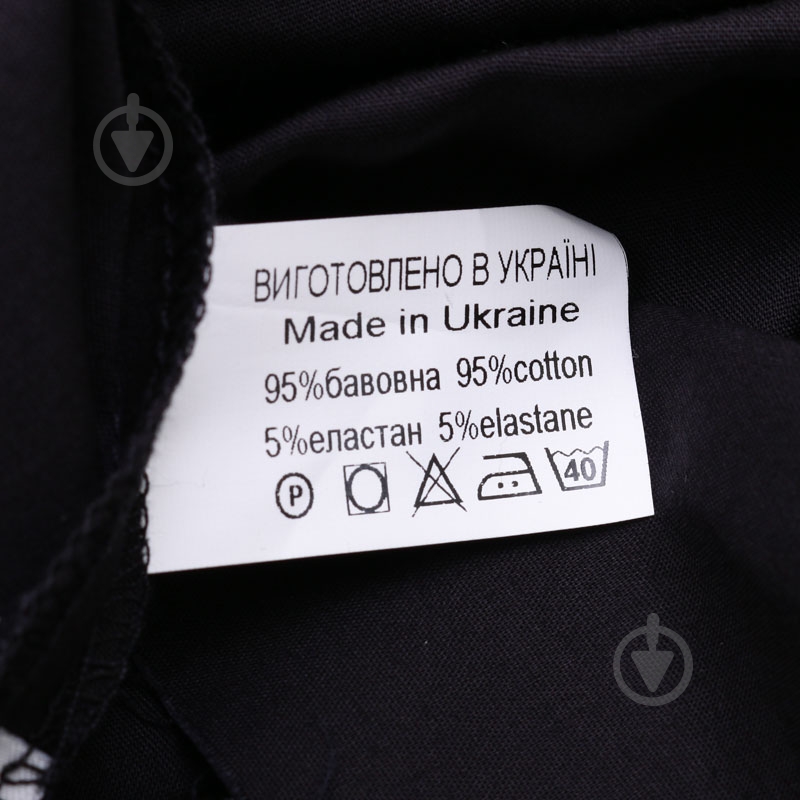 ВИГОТОВЛЕНО В УКРАЇНІ
Made in Ukraine
95%бавовна 95%cotton
5%еластан 5%elastane
P 40